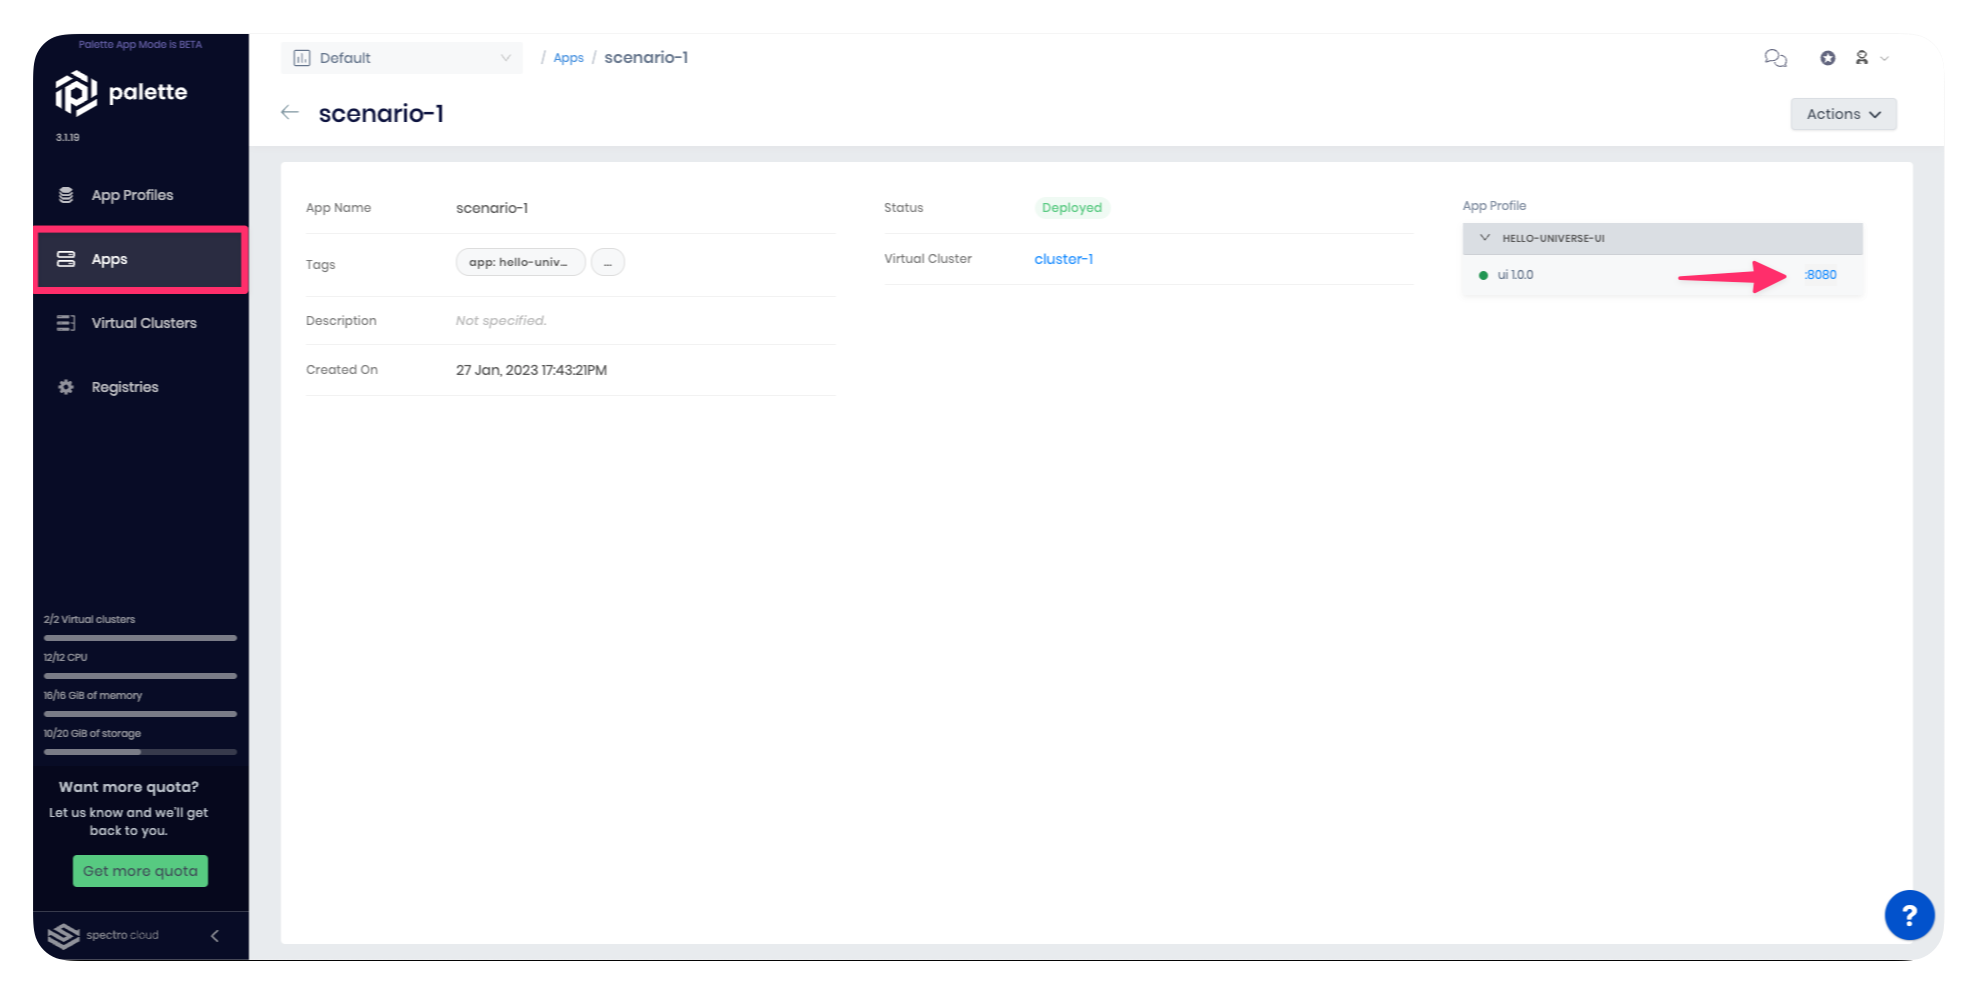 Palette App Mode is BETA
palette
3.1.19
App Profiles
Apps
Virtual Clusters
Registries
2/2 Virtual clusters
12/12 CPU
16/16 GiB of memory
10/20 GiB of storage
Want more quota?
Let us know and we'll get
back to you.
Get more quota
spectro cloud
Default / Apps / scenario-1
scenario-1
Actions
App Name scenario-1
Tags app: hello-univ... ...
Description Not specified.
Created On 27 Jan, 2023 17:43:21PM
Status Deployed
Virtual Cluster cluster-1
App Profile
HELLO-UNIVERSE-UI
ui 1.0.0 :8080
?